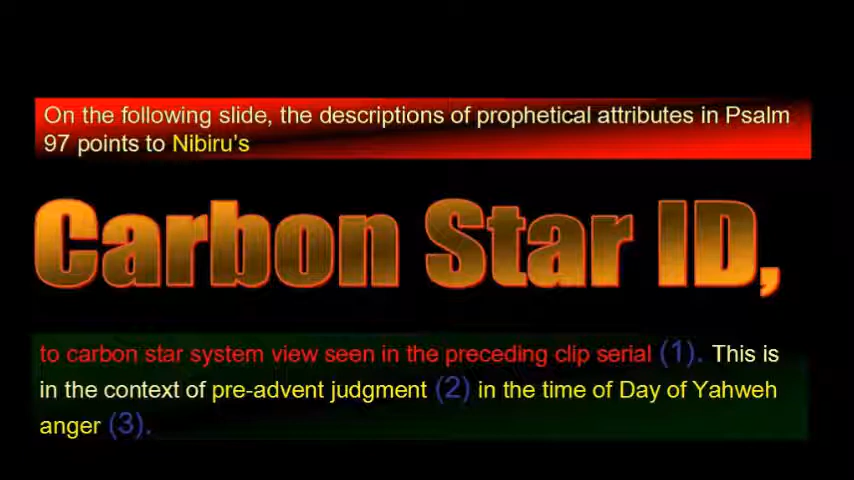 On the following slide, the descriptions of prophetical attributes in Psalm
97 points to Nibiru's
Carbon Star ID,
to carbon star system view seen in the preceding clip serial (1). This is
in the context of pre-advent judgment (2) in the time of Day of Yahweh
anger (3).